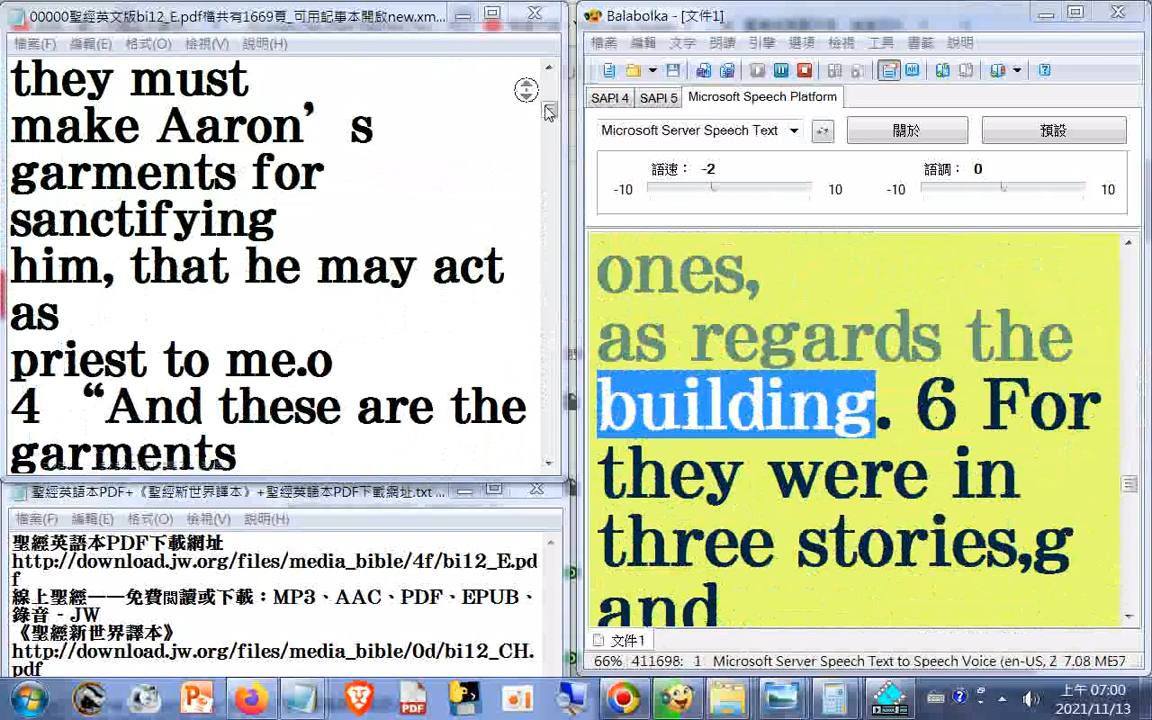 00000聖經英文版bi12_E.pdf檔共有1669頁_可用記事本開啟new.xm...
檔案(F) 編輯(E) 格式(O) 檢視(V) 說明(H)
they must
make Aaron’s
garments for
sanctifying
him, that he may act
as
priest to me.o
4 “And these are the
garments
聖經英語本PDF+《聖經新世界譯本》+聖經英語本PDF下載網址.txt ...
檔案(F) 編輯(E) 格式(O) 檢視(V) 說明(H)
聖經英語本PDF下載網址
http://download.jw.org/files/media_bible/4f/bi12_E.pd
f
線上聖經——免費閱讀或下載：MP3、AAC、PDF、EPUB、
錄音 - JW
《聖經新世界譯本》
http://download.jw.org/files/media_bible/0d/bi12_CH.
pdf
Balabolka - [文件1]
檔案 編輯 文字 朗讀 引擎 選項 檢視 工具 書籤 說明
SAPI 4 SAPI 5 Microsoft Speech Platform
Microsoft Server Speech Text 關於 預設
語速： -2 語調： 0
-10 10 -10 10
ones,
as regards the
building. 6 For
they were in
three stories,g
and
文件1
66% 411698: 1 Microsoft Server Speech Text to Speech Voice (en-US, Z 7.08 ME57
PDF
上午 07:00
2021/11/13